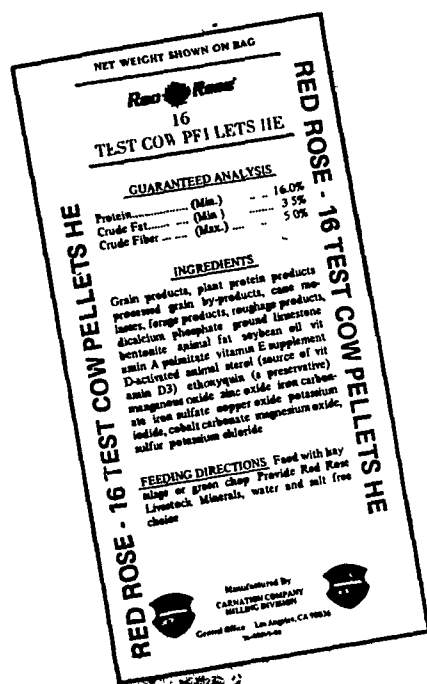 NET WEIGHT SHOWN ON BAG
RED ROSE
16
TEST COW PELLETS HE
GUARANTEED ANALYSIS
Protein.................. (Min.) .. .. 16.0%
Crude Fat....... .... (Min ) ....... 3 5%
Crude Fiber ... .... (Max.) .... .. 5 0%
INGREDIENTS
Grain products, plant protein products
processed grain by-products, cane mo-
lasses, forage products, roughage products,
dicalcium phosphate ground limestone
bentonite animal fat soybean oil vit
amin A palmitate vitamin E supplement
D-activated animal sterol (source of vit
amin D3) ethoxyquin (a preservative)
manganous oxide zinc oxide iron carbon-
ate iron sulfate copper oxide potassium
iodide, cobalt carbonate magnesium oxide,
sulfur potassium chloride
FEEDING DIRECTIONS Feed with hay
silage or green chop Provide Red Rose
Livestock Minerals, water and salt free
choice
Manufactured By
CARNATION COMPANY
MILLING DIVISION
General Office Los Angeles, CA 90036
RED ROSE - 16 TEST COW PELLETS HE
RED ROSE - 16 TEST COW PELLETS HE